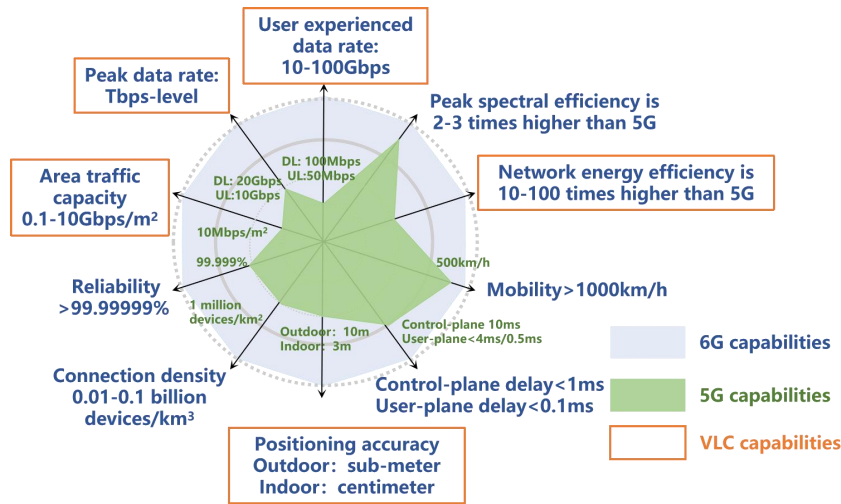 User experienced
data rate:
10-100Gbps
Peak data rate:
Tbps-level
Peak spectral efficiency is
2-3 times higher than 5G
Area traffic
capacity
0.1-10Gbps/m²
Network energy efficiency is
10-100 times higher than 5G
DL: 100Mbps
UL:50Mbps
DL: 20Gbps
UL:10Gbps
10Mbps/m²
99.999%
500km/h
Reliability
>99.99999%
Mobility>1000km/h
1 million
devices/km²
Outdoor: 10m
Indoor: 3m
Control-plane 10ms
User-plane<4ms/0.5ms
Connection density
0.01-0.1 billion
devices/km³
Control-plane delay<1ms
User-plane delay<0.1ms
Positioning accuracy
Outdoor: sub-meter
Indoor: centimeter
6G capabilities
5G capabilities
VLC capabilities